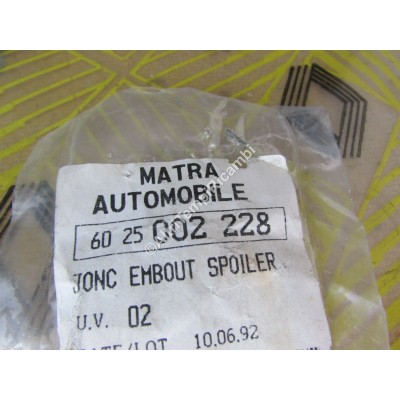 MATRA
AUTOMOBILE
60 25 002 228
JONC EMBOUT SPOILER
U.V. 02
DATE/LOT 10.06.92